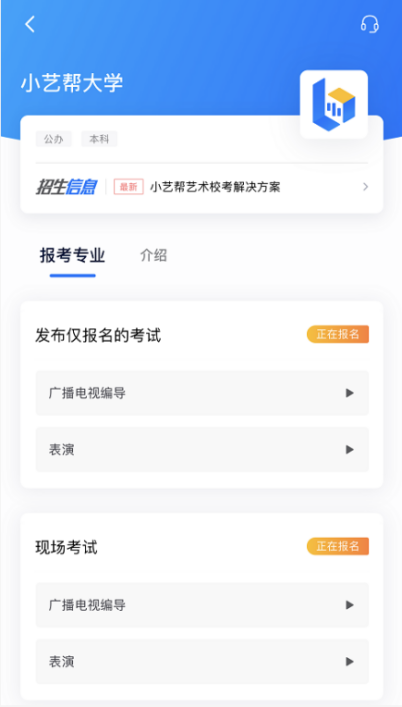 小艺帮大学
公办 本科
招生信息 最新 小艺帮艺术校考解决方案
报考专业 介绍
发布仅报名的考试 正在报名
广播电视编导
表演
现场考试 正在报名
广播电视编导
表演